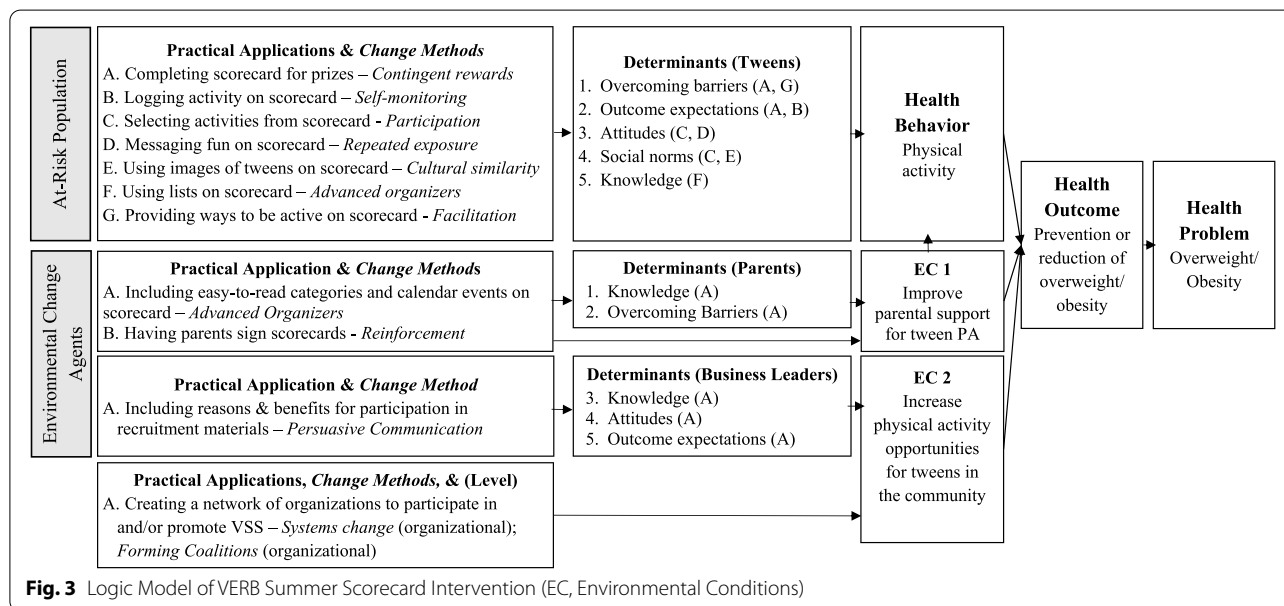 At-Risk Population
Practical Applications & Change Methods
A. Completing scorecard for prizes – Contingent rewards
B. Logging activity on scorecard – Self-monitoring
C. Selecting activities from scorecard - Participation
D. Messaging fun on scorecard – Repeated exposure
E. Using images of tweens on scorecard – Cultural similarity
F. Using lists on scorecard – Advanced organizers
G. Providing ways to be active on scorecard - Facilitation
Determinants (Tweens)
1. Overcoming barriers (A, G)
2. Outcome expectations (A, B)
3. Attitudes (C, D)
4. Social norms (C, E)
5. Knowledge (F)
Health
Behavior
Physical
activity
Health
Outcome
Prevention or
reduction of
overweight/
obesity
Health
Problem
Overweight/
Obesity
Environmental Change
Agents
Practical Application & Change Methods
A. Including easy-to-read categories and calendar events on
scorecard – Advanced Organizers
B. Having parents sign scorecards - Reinforcement
Determinants (Parents)
1. Knowledge (A)
2. Overcoming Barriers (A)
EC 1
Improve
parental support
for tween PA
Practical Application & Change Method
A. Including reasons & benefits for participation in
recruitment materials – Persuasive Communication
Determinants (Business Leaders)
3. Knowledge (A)
4. Attitudes (A)
5. Outcome expectations (A)
EC 2
Increase
physical activity
opportunities
for tweens in
the community
Practical Applications, Change Methods, & (Level)
A. Creating a network of organizations to participate in
and/or promote VSS – Systems change (organizational);
Forming Coalitions (organizational)
Fig. 3 Logic Model of VERB Summer Scorecard Intervention (EC, Environmental Conditions)